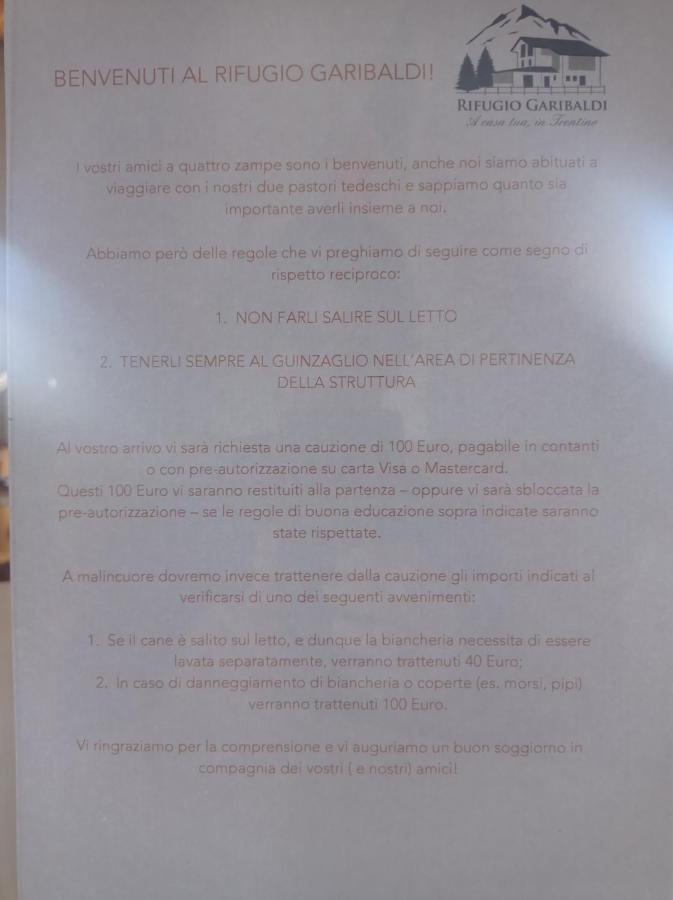 BENVENUTI AL RIFUGIO GARIBALDI!
RIFUGIO GARIBALDI
A casa tua, in Trentino
I vostri amici a quattro zampe sono i benvenuti, anche noi siamo abituati a
viaggiare con i nostri due pastori tedeschi e sappiamo quanto sia
importante averli insieme a noi.
Abbiamo però delle regole che vi preghiamo di seguire come segno di
rispetto reciproco:
1. NON FARLI SALIRE SUL LETTO
2. TENERLI SEMPRE AL GUINZAGLIO NELL'AREA DI PERTINENZA
DELLA STRUTTURA
Al vostro arrivo vi sarà richiesta una cauzione di 100 Euro, pagabile in contanti
o con pre-autorizzazione su carta Visa o Mastercard.
Questi 100 Euro vi saranno restituiti alla partenza – oppure vi sarà sbloccata la
pre-autorizzazione – se le regole di buona educazione sopra indicate saranno
state rispettate.
A malincuore dovremo invece trattenere dalla cauzione gli importi indicati al
verificarsi di uno dei seguenti avvenimenti:
1. Se il cane è salito sul letto, e dunque la biancheria necessita di essere
lavata separatamente, verranno trattenuti 40 Euro;
2. In caso di danneggiamento di biancheria o coperte (es. morsi, pipì)
verranno trattenuti 100 Euro.
Vi ringraziamo per la comprensione e vi auguriamo un buon soggiorno in
compagnia dei vostri ( e nostri) amici!